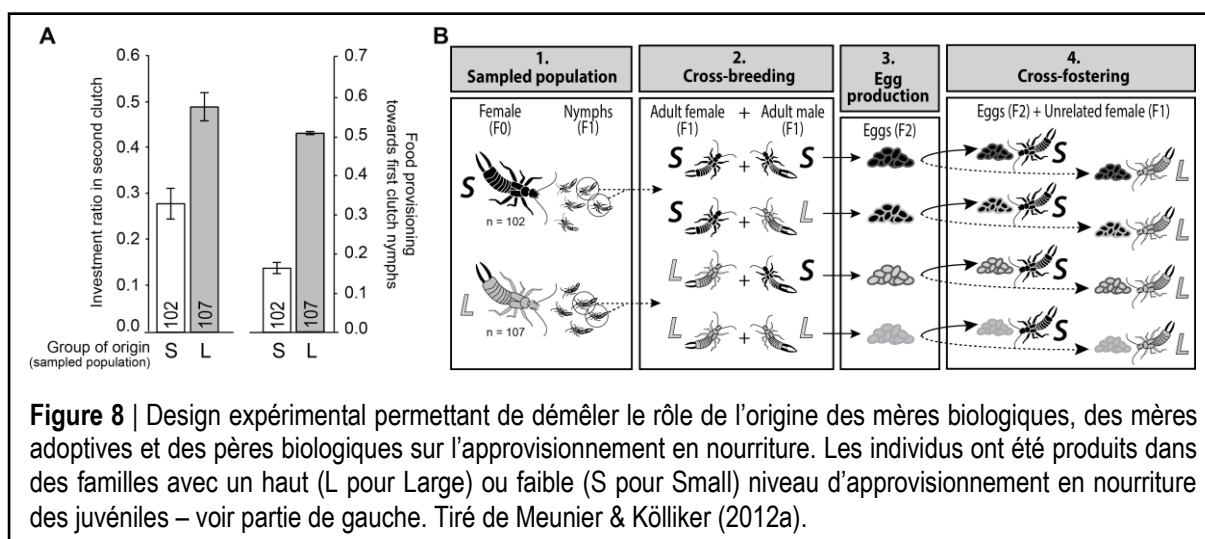 A
0.6
0.5
0.4
0.3
0.2
0.1
0.0
Investment ratio in second clutch
102
107
102
107
0.7
0.6
0.5
0.4
0.3
0.2
0.1
0.0
Food provisioning
towards first clutch nymphs
Group of origin
(sampled population)
S L S L
B
1.
Sampled population
2.
Cross-breeding
3.
Egg
production
4.
Cross-fostering
Female
(F0)
Nymphs
(F1)
S
n = 102
L
n = 107
Adult female + Adult male
(F1) (F1)
S + S
S + L
L + S
L + L
Eggs (F2)
Eggs (F2) + Unrelated female (F1)
S
L
S
L
S
L
S
L
Figure 8 | Design expérimental permettant de démêler le rôle de l’origine des mères biologiques, des mères
adoptives et des pères biologiques sur l’approvisionnement en nourriture. Les individus ont été produits dans
des familles avec un haut (L pour Large) ou faible (S pour Small) niveau d’approvisionnement en nourriture
des juvéniles – voir partie de gauche. Tiré de Meunier & Kölliker (2012a).